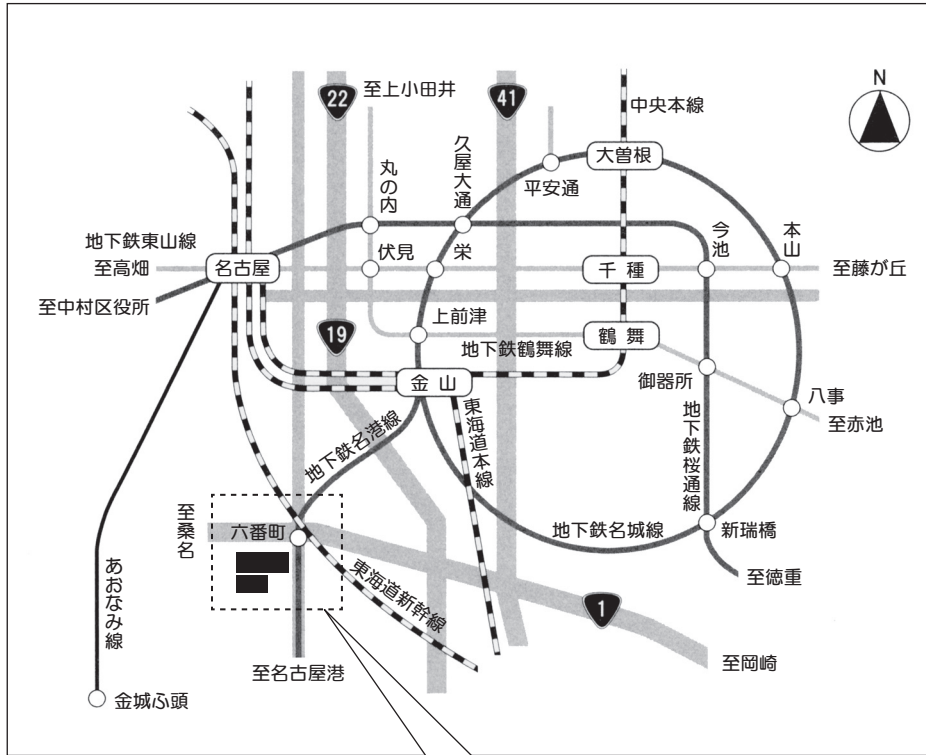 N
22
至上小田井
41
中央本線
久屋大通
大曽根
丸の内
平安通
今池
本山
地下鉄東山線
伏見
栄
至高畑
名古屋
千種
至藤が丘
至中村区役所
上前津
19
地下鉄鶴舞線
鶴舞
御器所
金山
八事
東海道本線
至赤池
地下鉄名港線
地下鉄桜通線
至桑名
六番町
地下鉄名城線
新瑞橋
あおなみ線
東海道新幹線
至徳重
1
至名古屋港
至岡崎
金城ふ頭